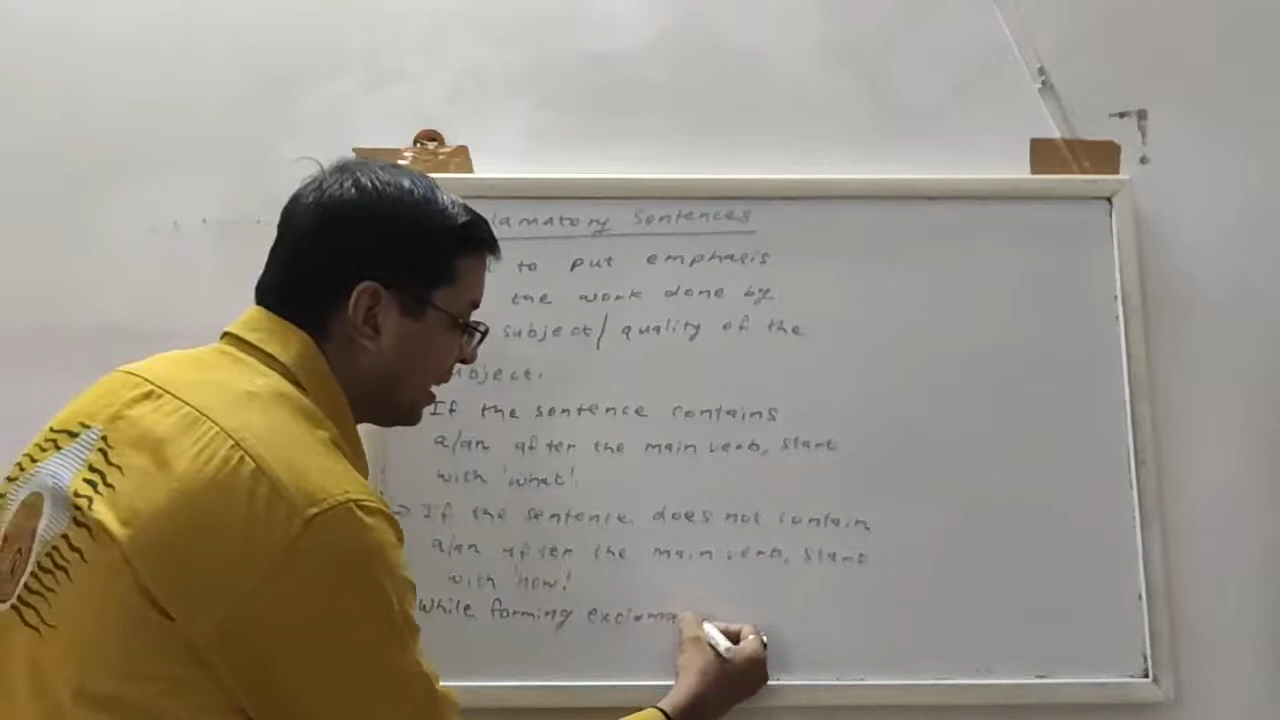 lamatory Sentences
to put emphasis
the work done by
subject/ quality of the
ubject.
If the sentence contains
a/an after the main verb, start
with 'what'.
→ If the sentence does not contain
a/an after the main verb, start
with 'how'.
While forming exclama